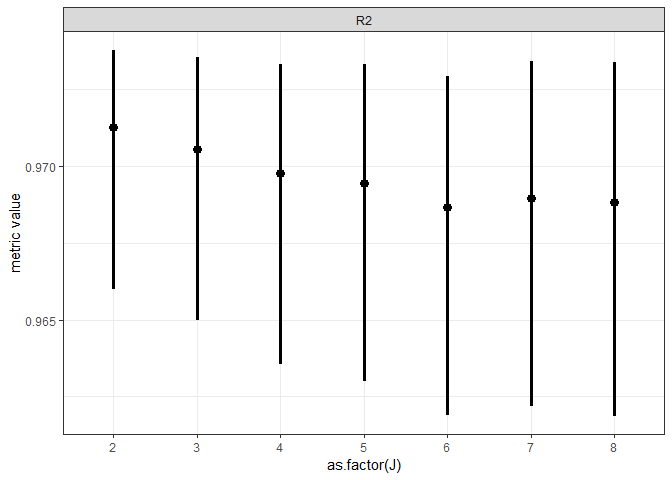 R2
metric value
0.970
0.965
2 3 4 5 6 7 8
as.factor(J)